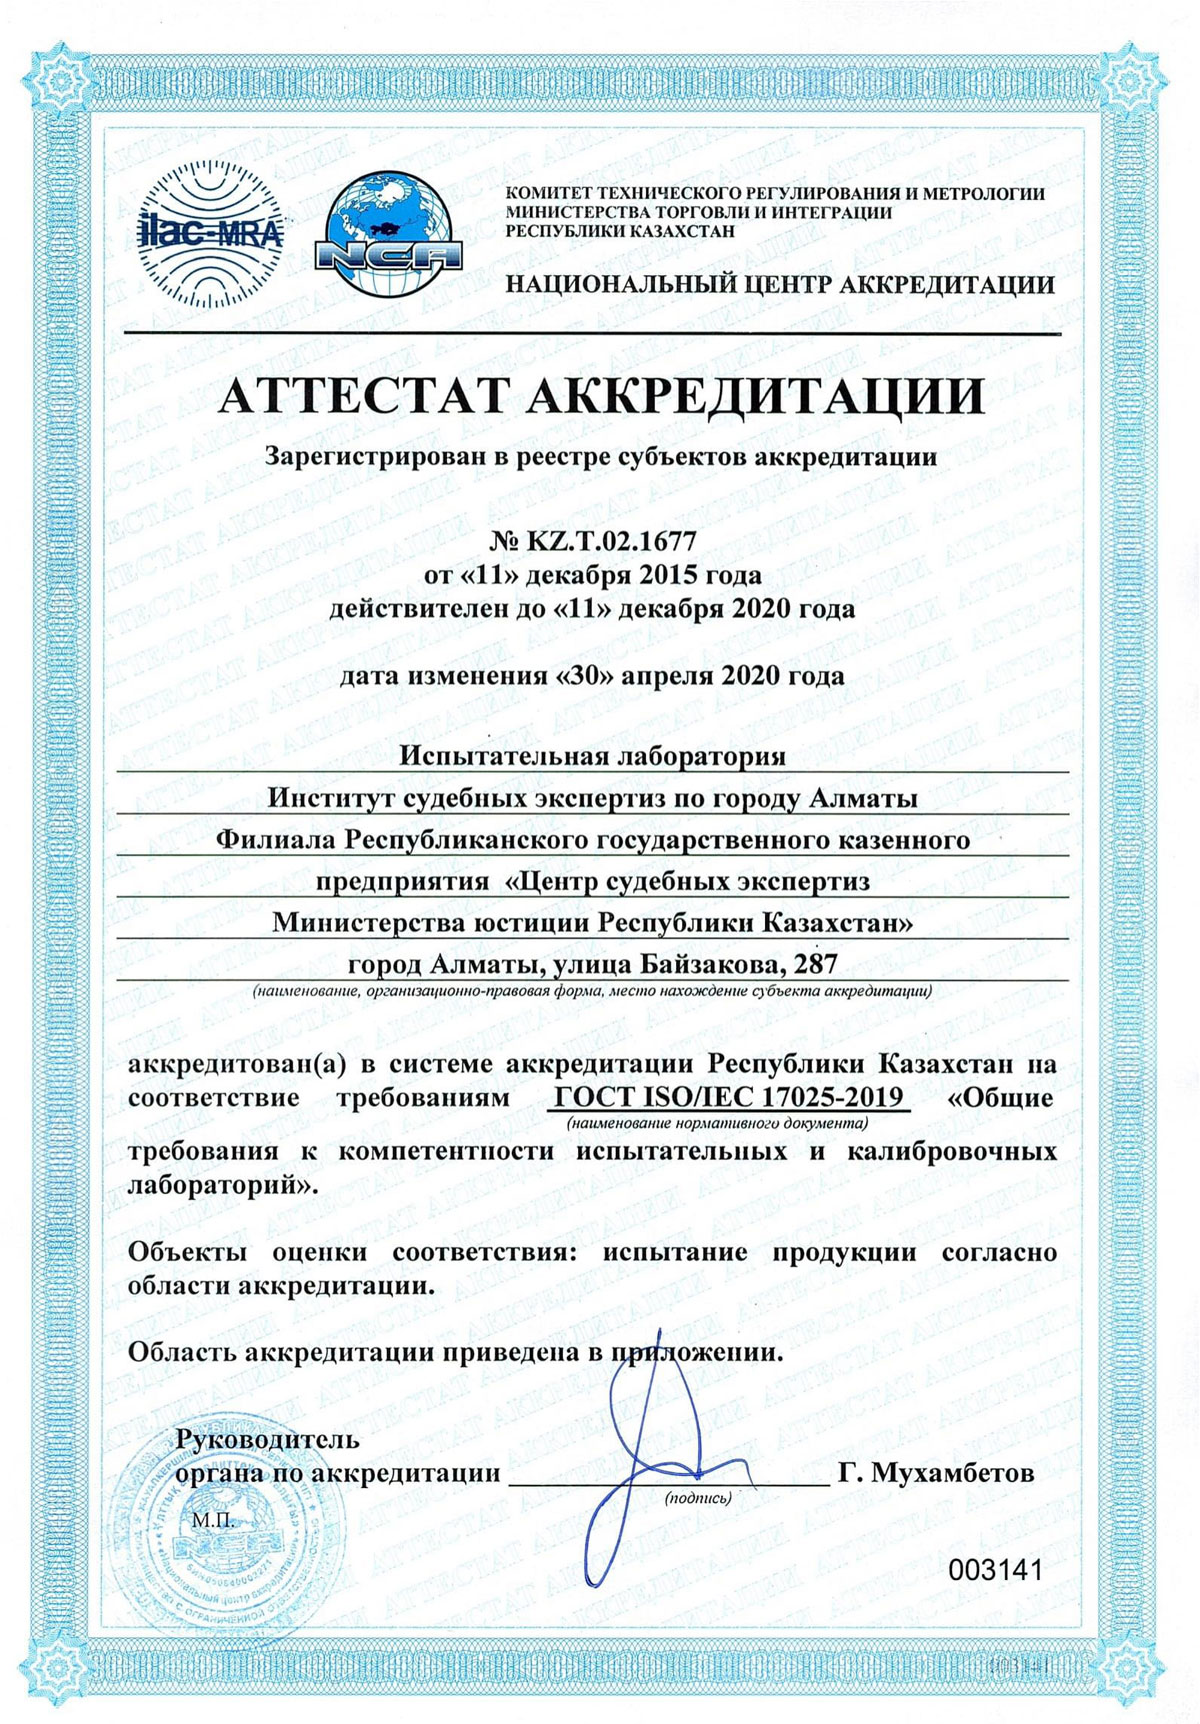 ilac-MRA
NCA
КОМИТЕТ ТЕХНИЧЕСКОГО РЕГУЛИРОВАНИЯ И МЕТРОЛОГИИ
МИНИСТЕРСТВА ТОРГОВЛИ И ИНТЕГРАЦИИ
РЕСПУБЛИКИ КАЗАХСТАН
НАЦИОНАЛЬНЫЙ ЦЕНТР АККРЕДИТАЦИИ
АТТЕСТАТ АККРЕДИТАЦИИ
Зарегистрирован в реестре субъектов аккредитации
№ KZ.T.02.1677
от «11» декабря 2015 года
действителен до «11» декабря 2020 года
дата изменения «30» апреля 2020 года
Испытательная лаборатория
Институт судебных экспертиз по городу Алматы
Филиала Республиканского государственного казенного
предприятия «Центр судебных экспертиз
Министерства юстиции Республики Казахстан»
город Алматы, улица Байзакова, 287
(наименование, организационно-правовая форма, место нахождение субъекта аккредитации)
аккредитован(а) в системе аккредитации Республики Казахстан на
соответствие требованиям ГОСТ ISO/IEC 17025-2019 «Общие
(наименование нормативного документа)
требования к компетентности испытательных и калибровочных
лабораторий».
Объекты оценки соответствия: испытание продукции согласно
области аккредитации.
Область аккредитации приведена в приложении.
Руководитель
органа по аккредитации Г. Мухамбетов
(подпись)
М.П.
003141
003141